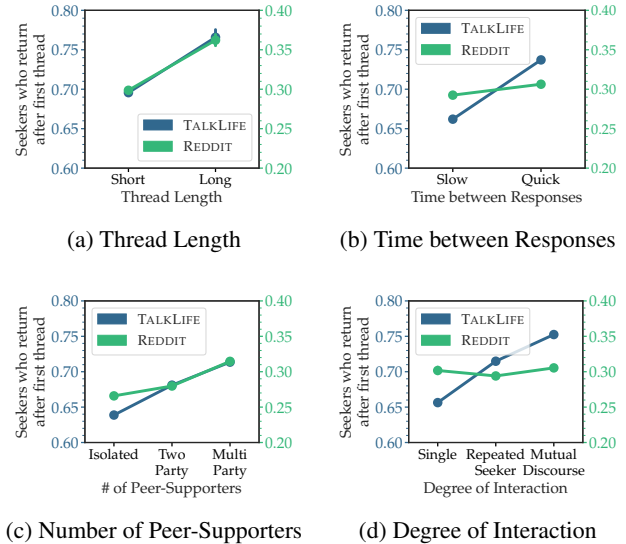 Seekers who return
after first thread
0.80
0.75
0.70
0.65
0.60
0.40
0.35
0.30
0.25
0.20
TALKLIFE
REDDIT
Short
Long
Thread Length
(a) Thread Length
Seekers who return
after first thread
0.80
0.75
0.70
0.65
0.60
0.40
0.35
0.30
0.25
0.20
TALKLIFE
REDDIT
Slow
Quick
Time between Responses
(b) Time between Responses
Seekers who return
after first thread
0.80
0.75
0.70
0.65
0.60
0.40
0.35
0.30
0.25
0.20
TALKLIFE
REDDIT
Isolated
Two
Party
Multi
Party
# of Peer-Supporters
(c) Number of Peer-Supporters
Seekers who return
after first thread
0.80
0.75
0.70
0.65
0.60
0.40
0.35
0.30
0.25
0.20
TALKLIFE
REDDIT
Single
Repeated
Seeker
Mutual
Discourse
Degree of Interaction
(d) Degree of Interaction